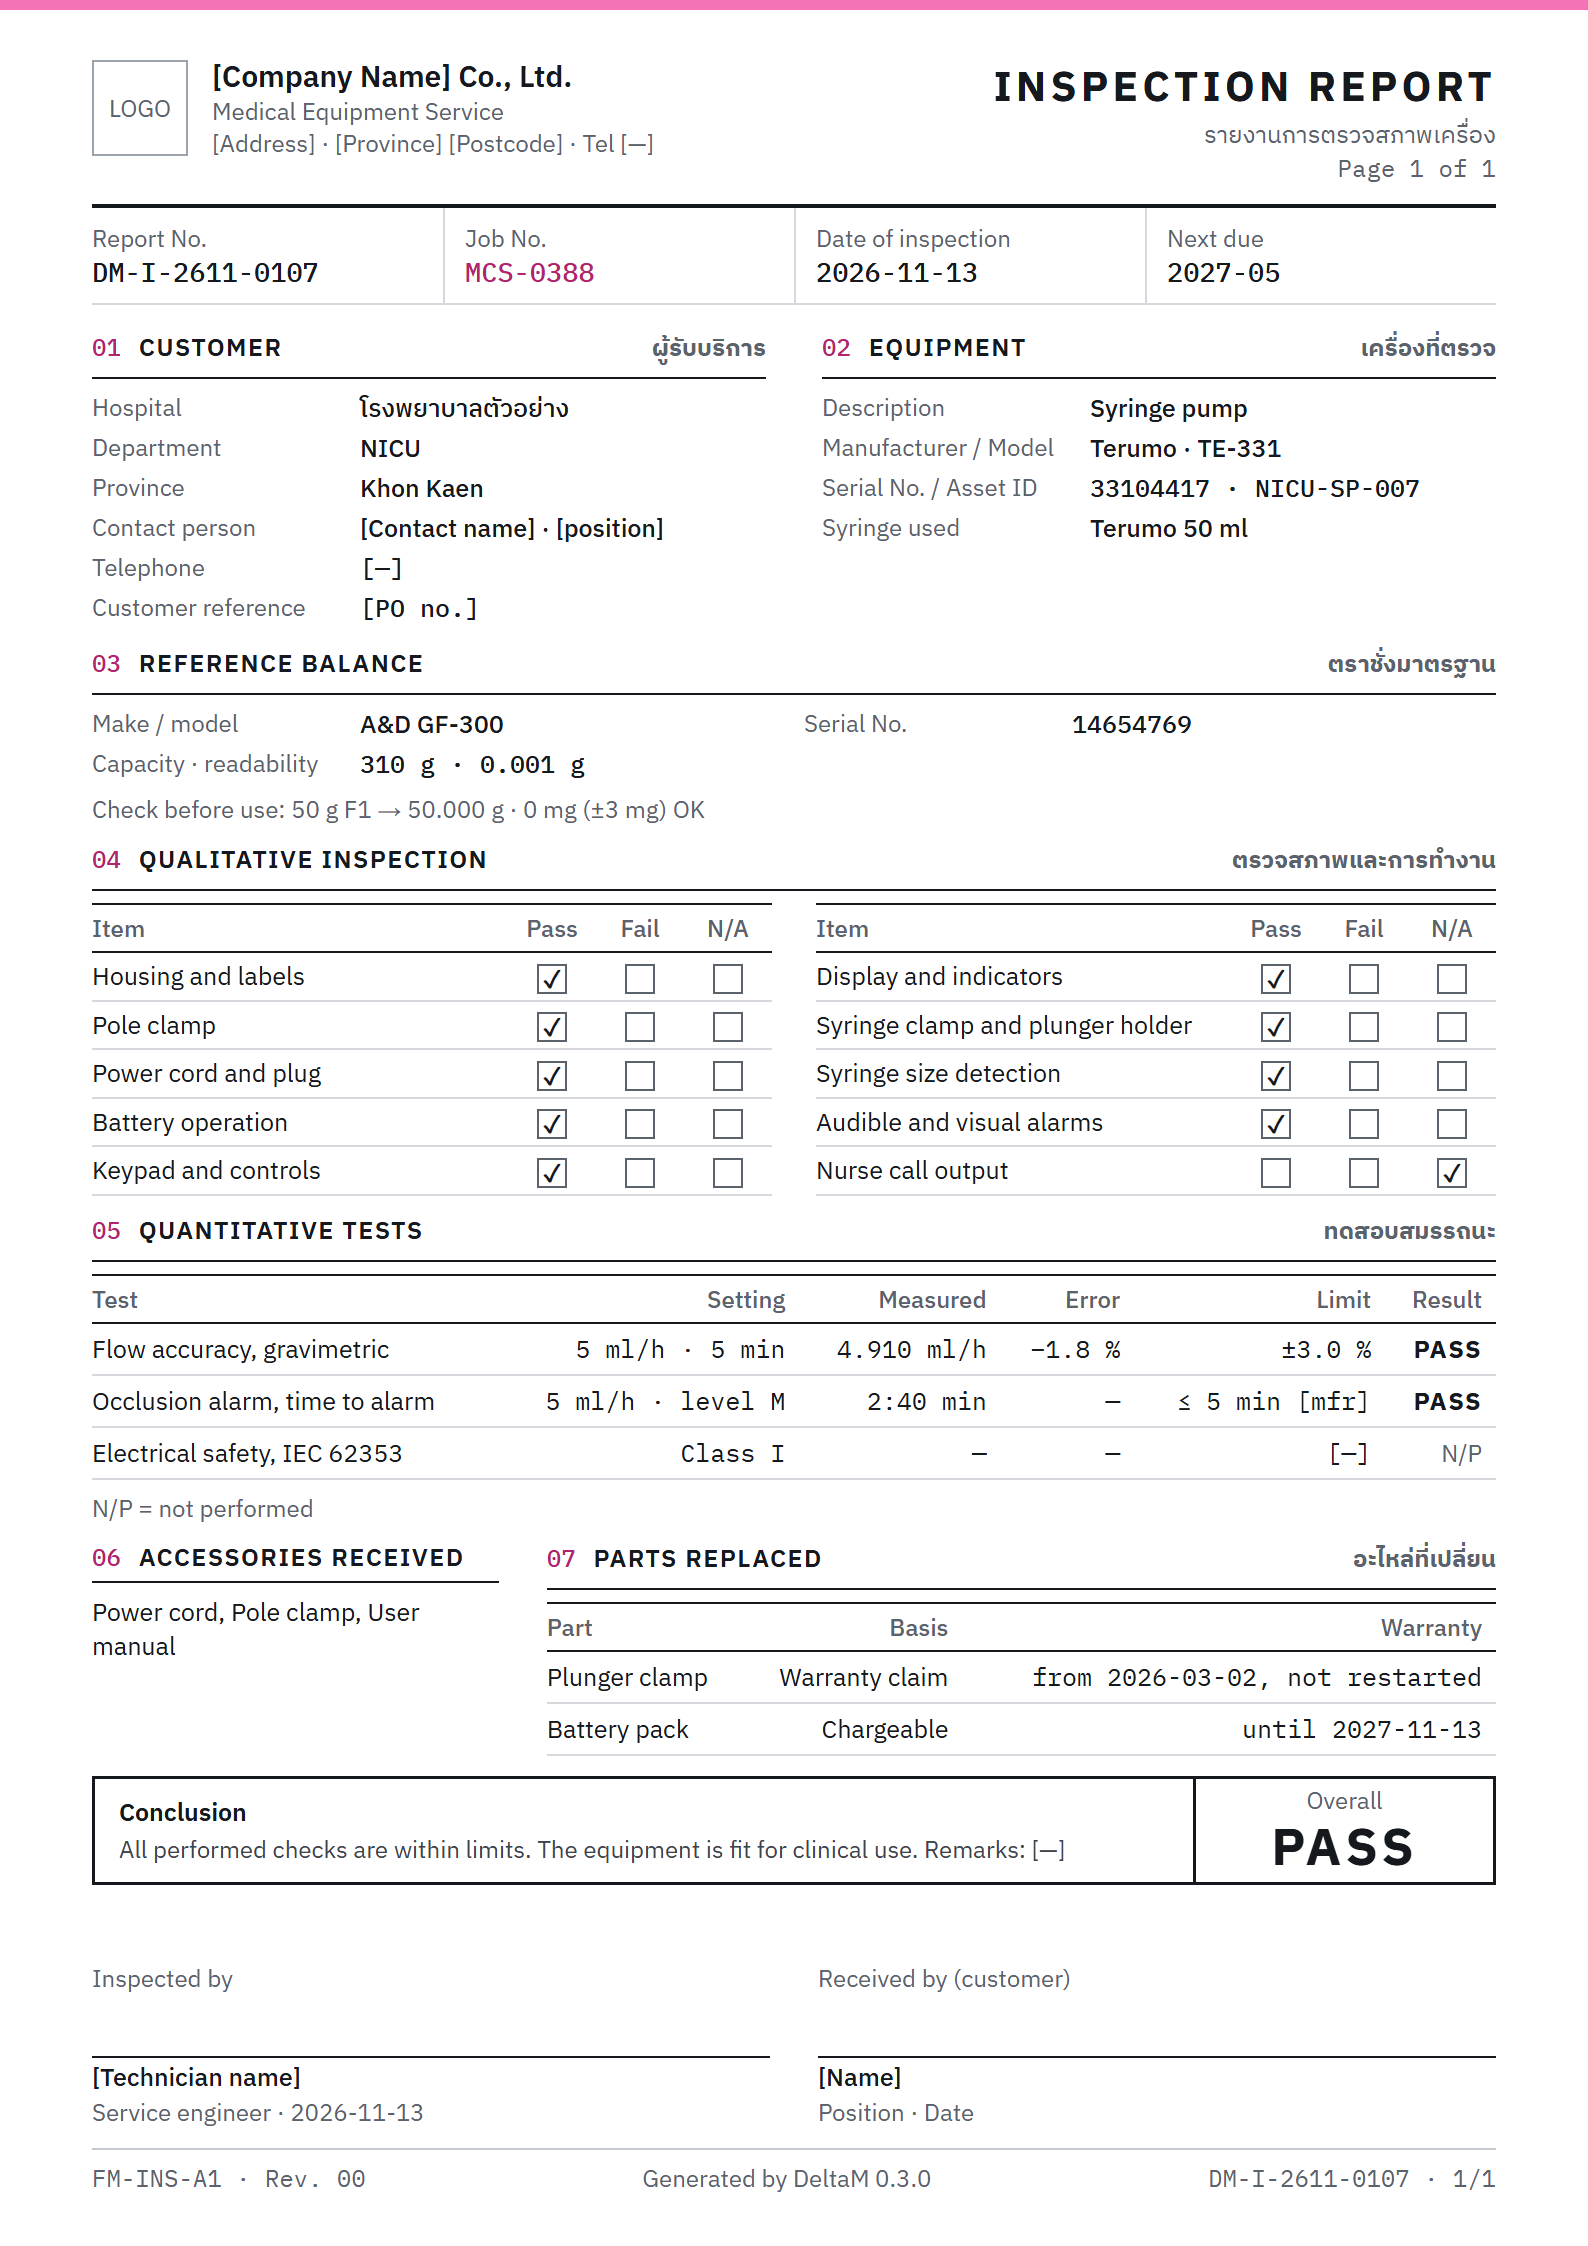 LOGO
[Company Name] Co., Ltd.
Medical Equipment Service
[Address] · [Province] [Postcode] · Tel [—]
INSPECTION REPORT
รายงานการตรวจสภาพเครื่อง
Page 1 of 1
Report No.
DM-I-2611-0107
Job No.
MCS-0388
Date of inspection
2026-11-13
Next due
2027-05
01 CUSTOMER ผู้รับบริการ
Hospital โรงพยาบาลตัวอย่าง
Department NICU
Province Khon Kaen
Contact person [Contact name] · [position]
Telephone [—]
Customer reference [PO no.]
02 EQUIPMENT เครื่องที่ตรวจ
Description Syringe pump
Manufacturer / Model Terumo · TE-331
Serial No. / Asset ID 33104417 · NICU-SP-007
Syringe used Terumo 50 ml
03 REFERENCE BALANCE ตราชั่งมาตรฐาน
Make / model A&D GF-300 Serial No. 14654769
Capacity · readability 310 g · 0.001 g
Check before use: 50 g F1 → 50.000 g · 0 mg (±3 mg) OK
04 QUALITATIVE INSPECTION ตรวจสภาพและการทำงาน
Item Pass Fail N/A
Housing and labels ✓
Pole clamp ✓
Power cord and plug ✓
Battery operation ✓
Keypad and controls ✓
Item Pass Fail N/A
Display and indicators ✓
Syringe clamp and plunger holder ✓
Syringe size detection ✓
Audible and visual alarms ✓
Nurse call output ✓
05 QUANTITATIVE TESTS ทดสอบสมรรถนะ
Test Setting Measured Error Limit Result
Flow accuracy, gravimetric 5 ml/h · 5 min 4.910 ml/h −1.8 % ±3.0 % PASS
Occlusion alarm, time to alarm 5 ml/h · level M 2:40 min — ≤ 5 min [mfr] PASS
Electrical safety, IEC 62353 Class I — — [—] N/P
N/P = not performed
06 ACCESSORIES RECEIVED
Power cord, Pole clamp, User
manual
07 PARTS REPLACED อะไหล่ที่เปลี่ยน
Part Basis Warranty
Plunger clamp Warranty claim from 2026-03-02, not restarted
Battery pack Chargeable until 2027-11-13
Conclusion
All performed checks are within limits. The equipment is fit for clinical use. Remarks: [—]
Overall
PASS
Inspected by
[Technician name]
Service engineer · 2026-11-13
Received by (customer)
[Name]
Position · Date
FM-INS-A1 · Rev. 00 Generated by DeltaM 0.3.0 DM-I-2611-0107 · 1/1